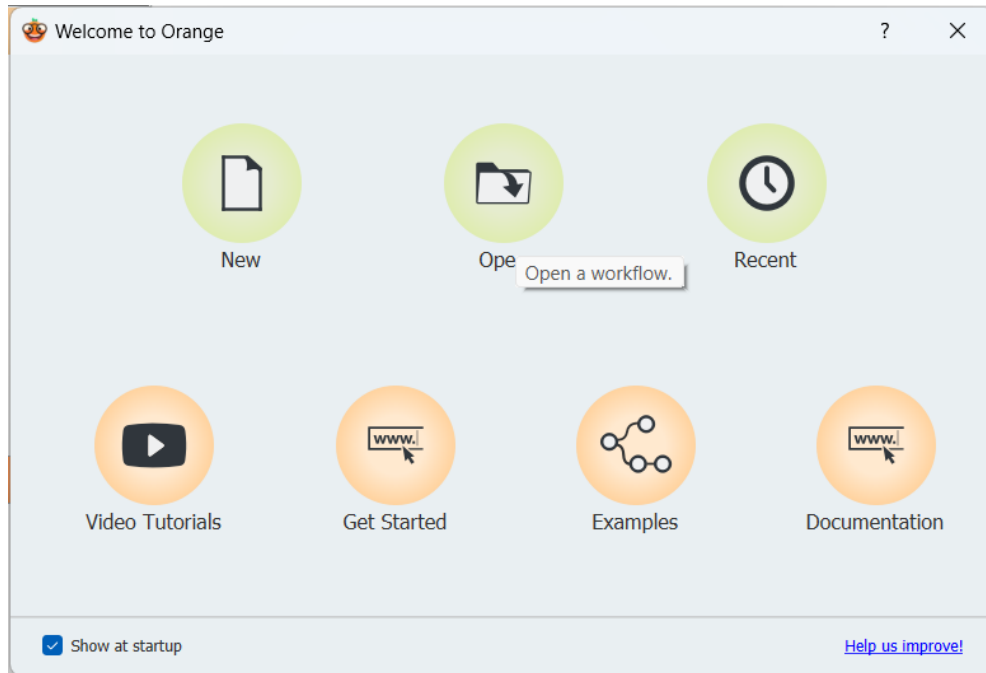 Welcome to Orange
?
New
Ope
Open a workflow.
Recent
www.
www.
Video Tutorials
Get Started
Examples
Documentation
Show at startup
Help us improve!